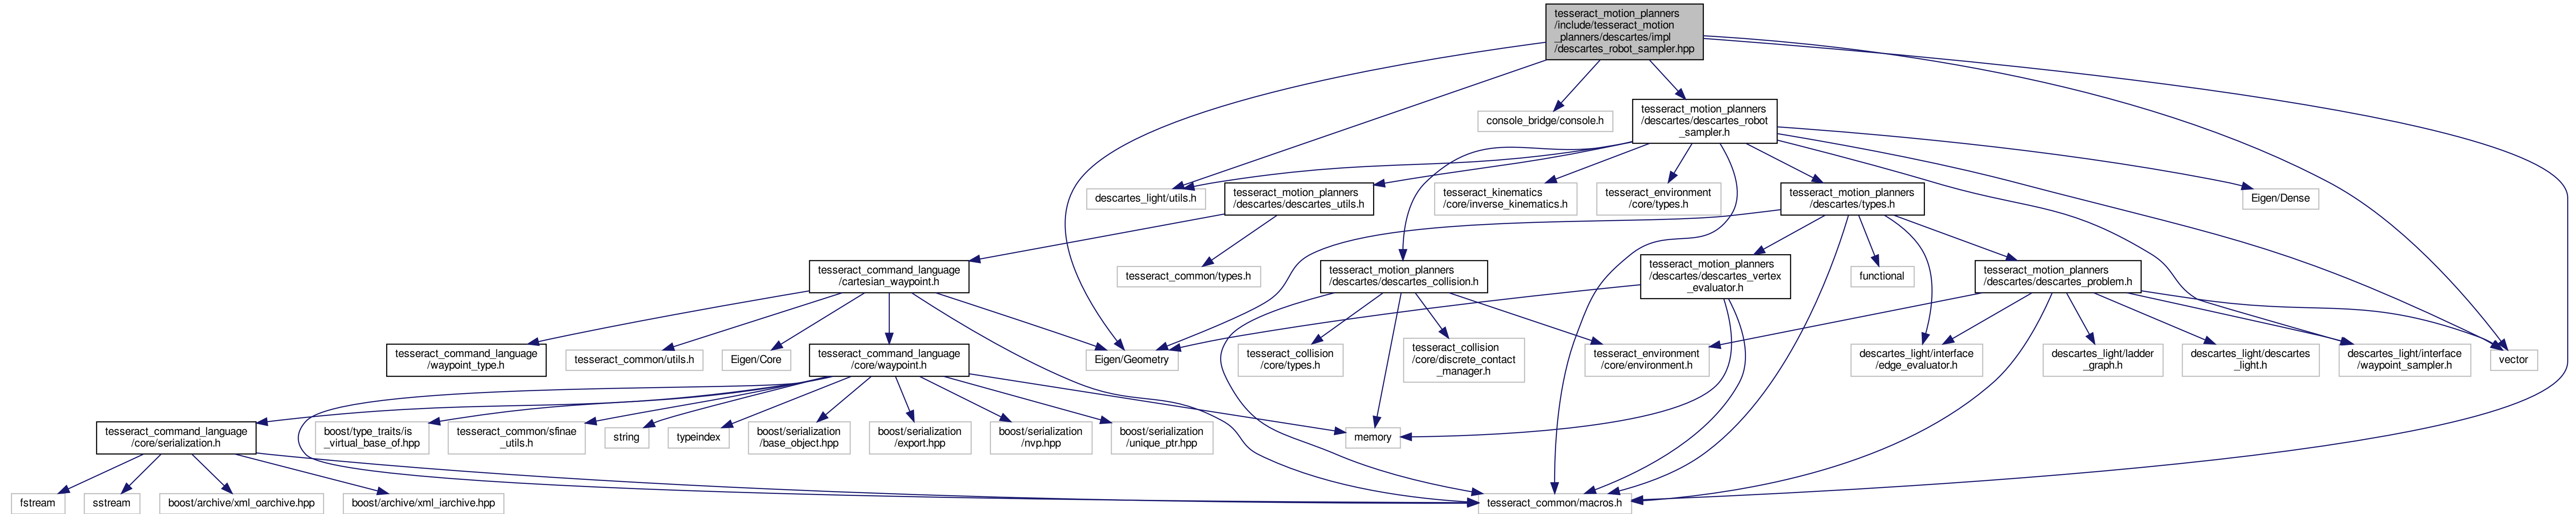 tesseract_motion_planners
/include/tesseract_motion
_planners/descartes/impl
/descartes_robot_sampler.hpp
console_bridge/console.h
tesseract_motion_planners
/descartes/descartes_robot
_sampler.h
descartes_light/utils.h
tesseract_motion_planners
/descartes/descartes_utils.h
tesseract_kinematics
/core/inverse_kinematics.h
tesseract_environment
/core/types.h
tesseract_motion_planners
/descartes/types.h
Eigen/Dense
tesseract_command_language
/cartesian_waypoint.h
tesseract_common/types.h
tesseract_motion_planners
/descartes/descartes_collision.h
tesseract_motion_planners
/descartes/descartes_vertex
_evaluator.h
functional
tesseract_motion_planners
/descartes/descartes_problem.h
tesseract_command_language
/waypoint_type.h
tesseract_common/utils.h
Eigen/Core
tesseract_command_language
/core/waypoint.h
Eigen/Geometry
tesseract_collision
/core/types.h
tesseract_collision
/core/discrete_contact
_manager.h
tesseract_environment
/core/environment.h
descartes_light/interface
/edge_evaluator.h
descartes_light/ladder
_graph.h
descartes_light/descartes
_light.h
descartes_light/interface
/waypoint_sampler.h
vector
tesseract_command_language
/core/serialization.h
boost/type_traits/is
_virtual_base_of.hpp
tesseract_common/sfinae
_utils.h
string
typeindex
boost/serialization
/base_object.hpp
boost/serialization
/export.hpp
boost/serialization
/nvp.hpp
boost/serialization
/unique_ptr.hpp
memory
fstream
sstream
boost/archive/xml_oarchive.hpp
boost/archive/xml_iarchive.hpp
tesseract_common/macros.h